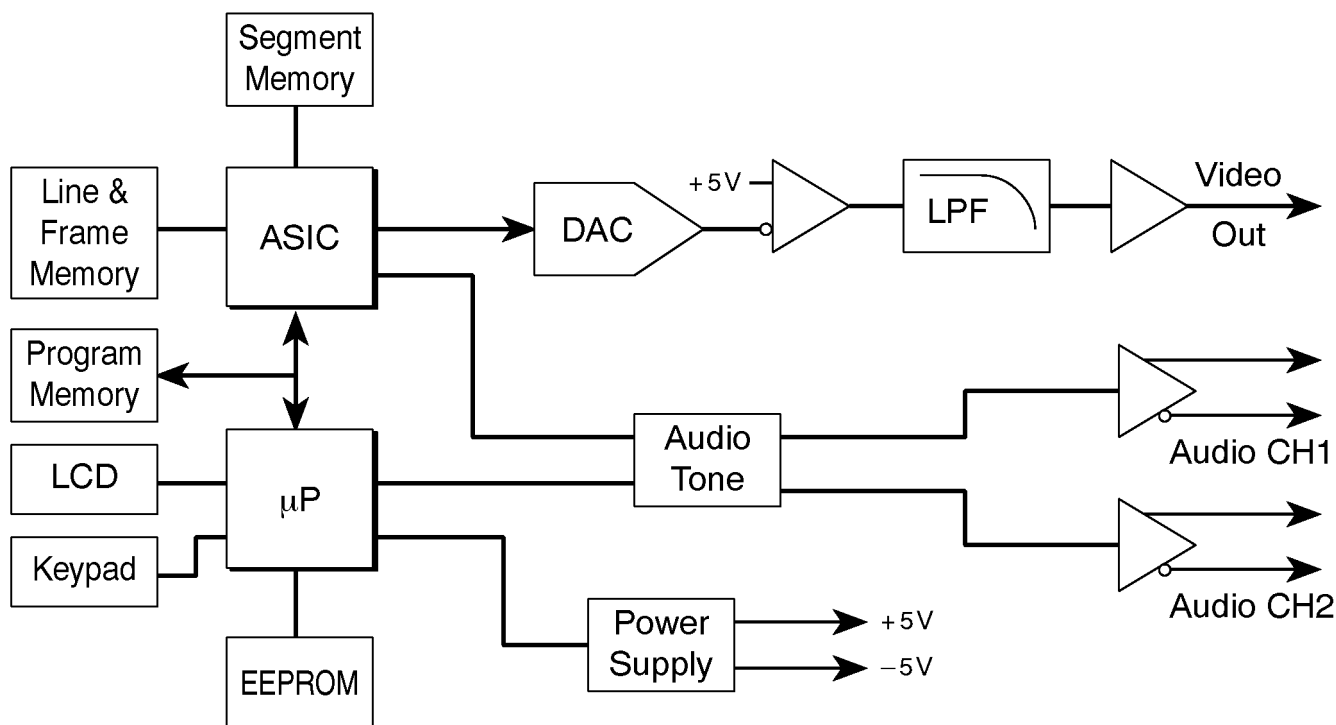 Segment
Memory
Line &
Frame
Memory
ASIC
+5V
DAC
LPF
Video
Out
Program
Memory
LCD
μP
Keypad
EEPROM
Audio
Tone
Audio CH1
Audio CH2
Power
Supply
+5V
−5V